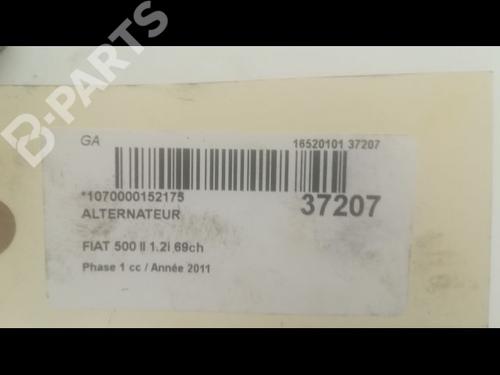 B-PARTS
GA
16520101 37207
*1070000152175
37207
ALTERNATEUR
FIAT 500 II 1.2i 69ch
Phase 1 cc / Année 2011